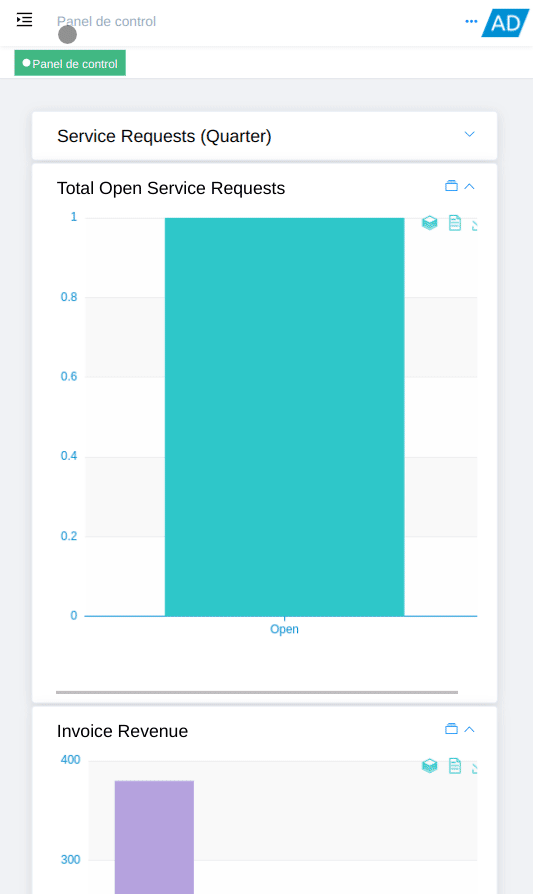 Panel de control
AD
Panel de control
Service Requests (Quarter)
Total Open Service Requests
1
0.8
0.6
0.4
0.2
0
Open
Invoice Revenue
400
300